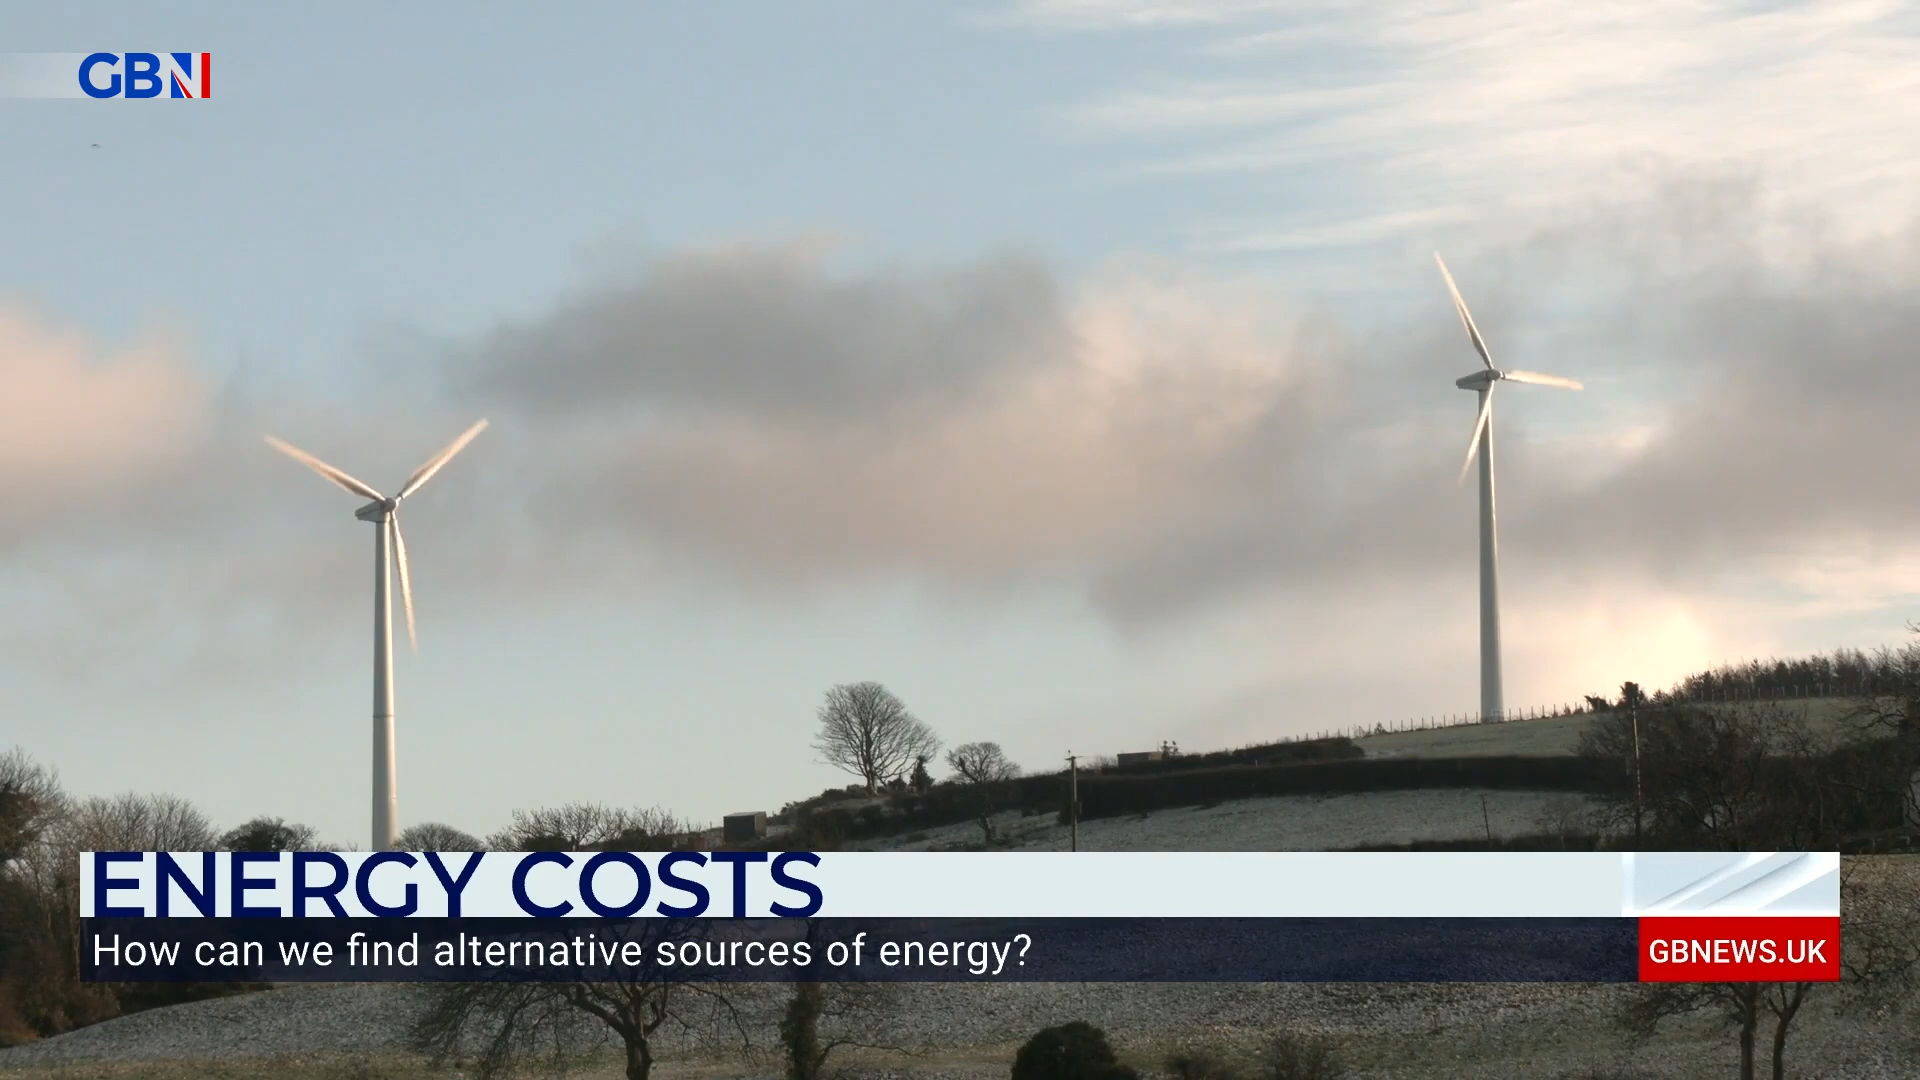 GBN
ENERGY COSTS
How can we find alternative sources of energy?
GBNEWS.UK